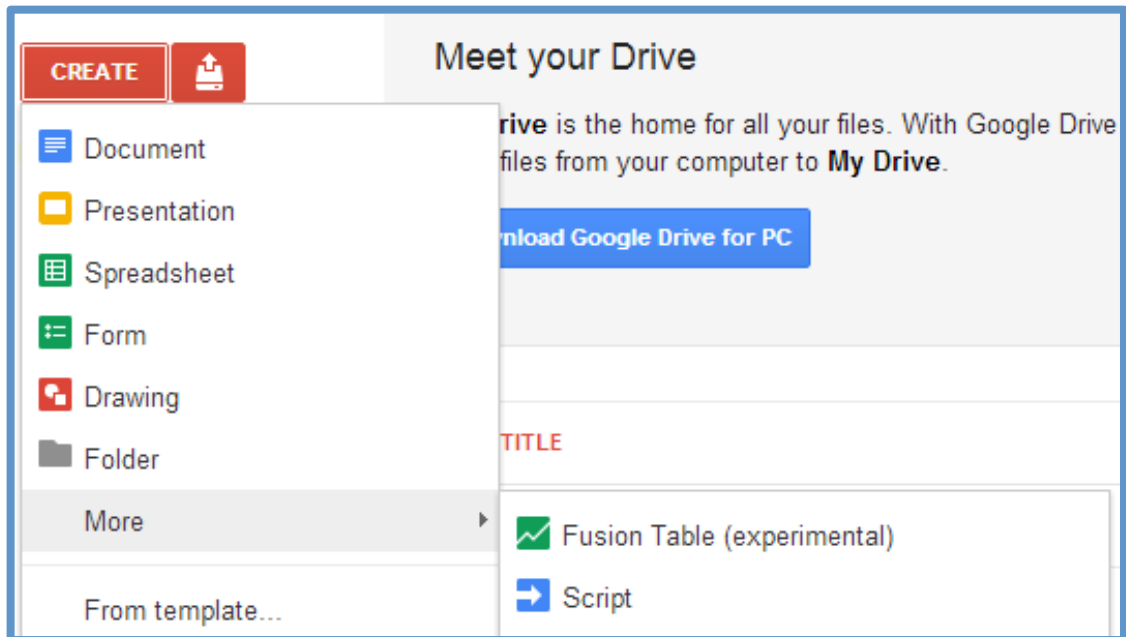 CREATE
Meet your Drive
rive is the home for all your files. With Google Drive
files from your computer to My Drive.
Download Google Drive for PC
Document
Presentation
Spreadsheet
Form
Drawing
Folder
More
From template...
TITLE
Fusion Table (experimental)
Script